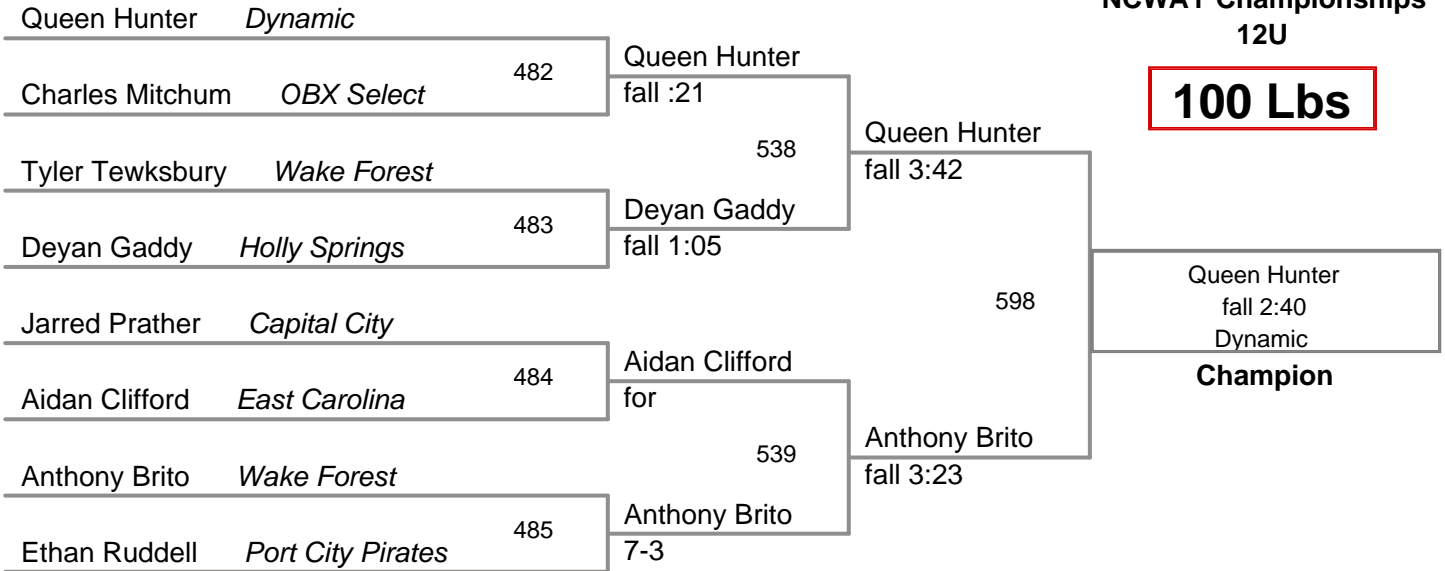 NCWAY Championships
12U
100 Lbs
Queen Hunter Dynamic
482
Charles Mitchum OBX Select
Tyler Tewksbury Wake Forest
483
Deyan Gaddy Holly Springs
Jarred Prather Capital City
484
Aidan Clifford East Carolina
Anthony Brito Wake Forest
485
Ethan Ruddell Port City Pirates
Queen Hunter
fall :21
538
Deyan Gaddy
fall 1:05
Aidan Clifford
for
539
Anthony Brito
7-3
Queen Hunter
fall 3:42
598
Anthony Brito
fall 3:23
Queen Hunter
fall 2:40
Dynamic
Champion